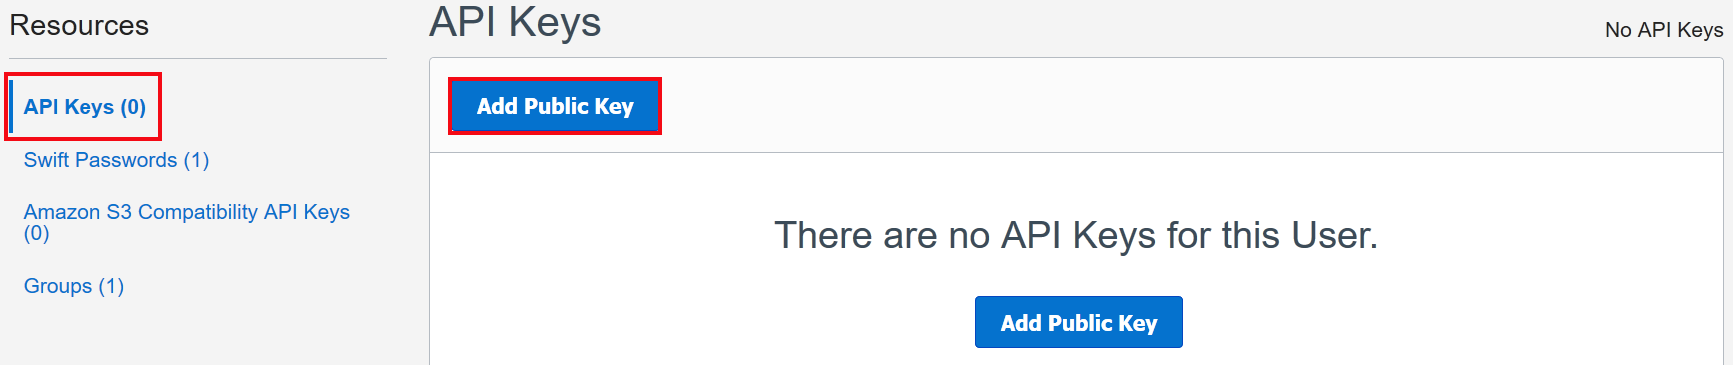 Resources
API Keys (0)
Swift Passwords (1)
Amazon S3 Compatibility API Keys
(0)
Groups (1)
API Keys
No API Keys
Add Public Key
There are no API Keys for this User.
Add Public Key